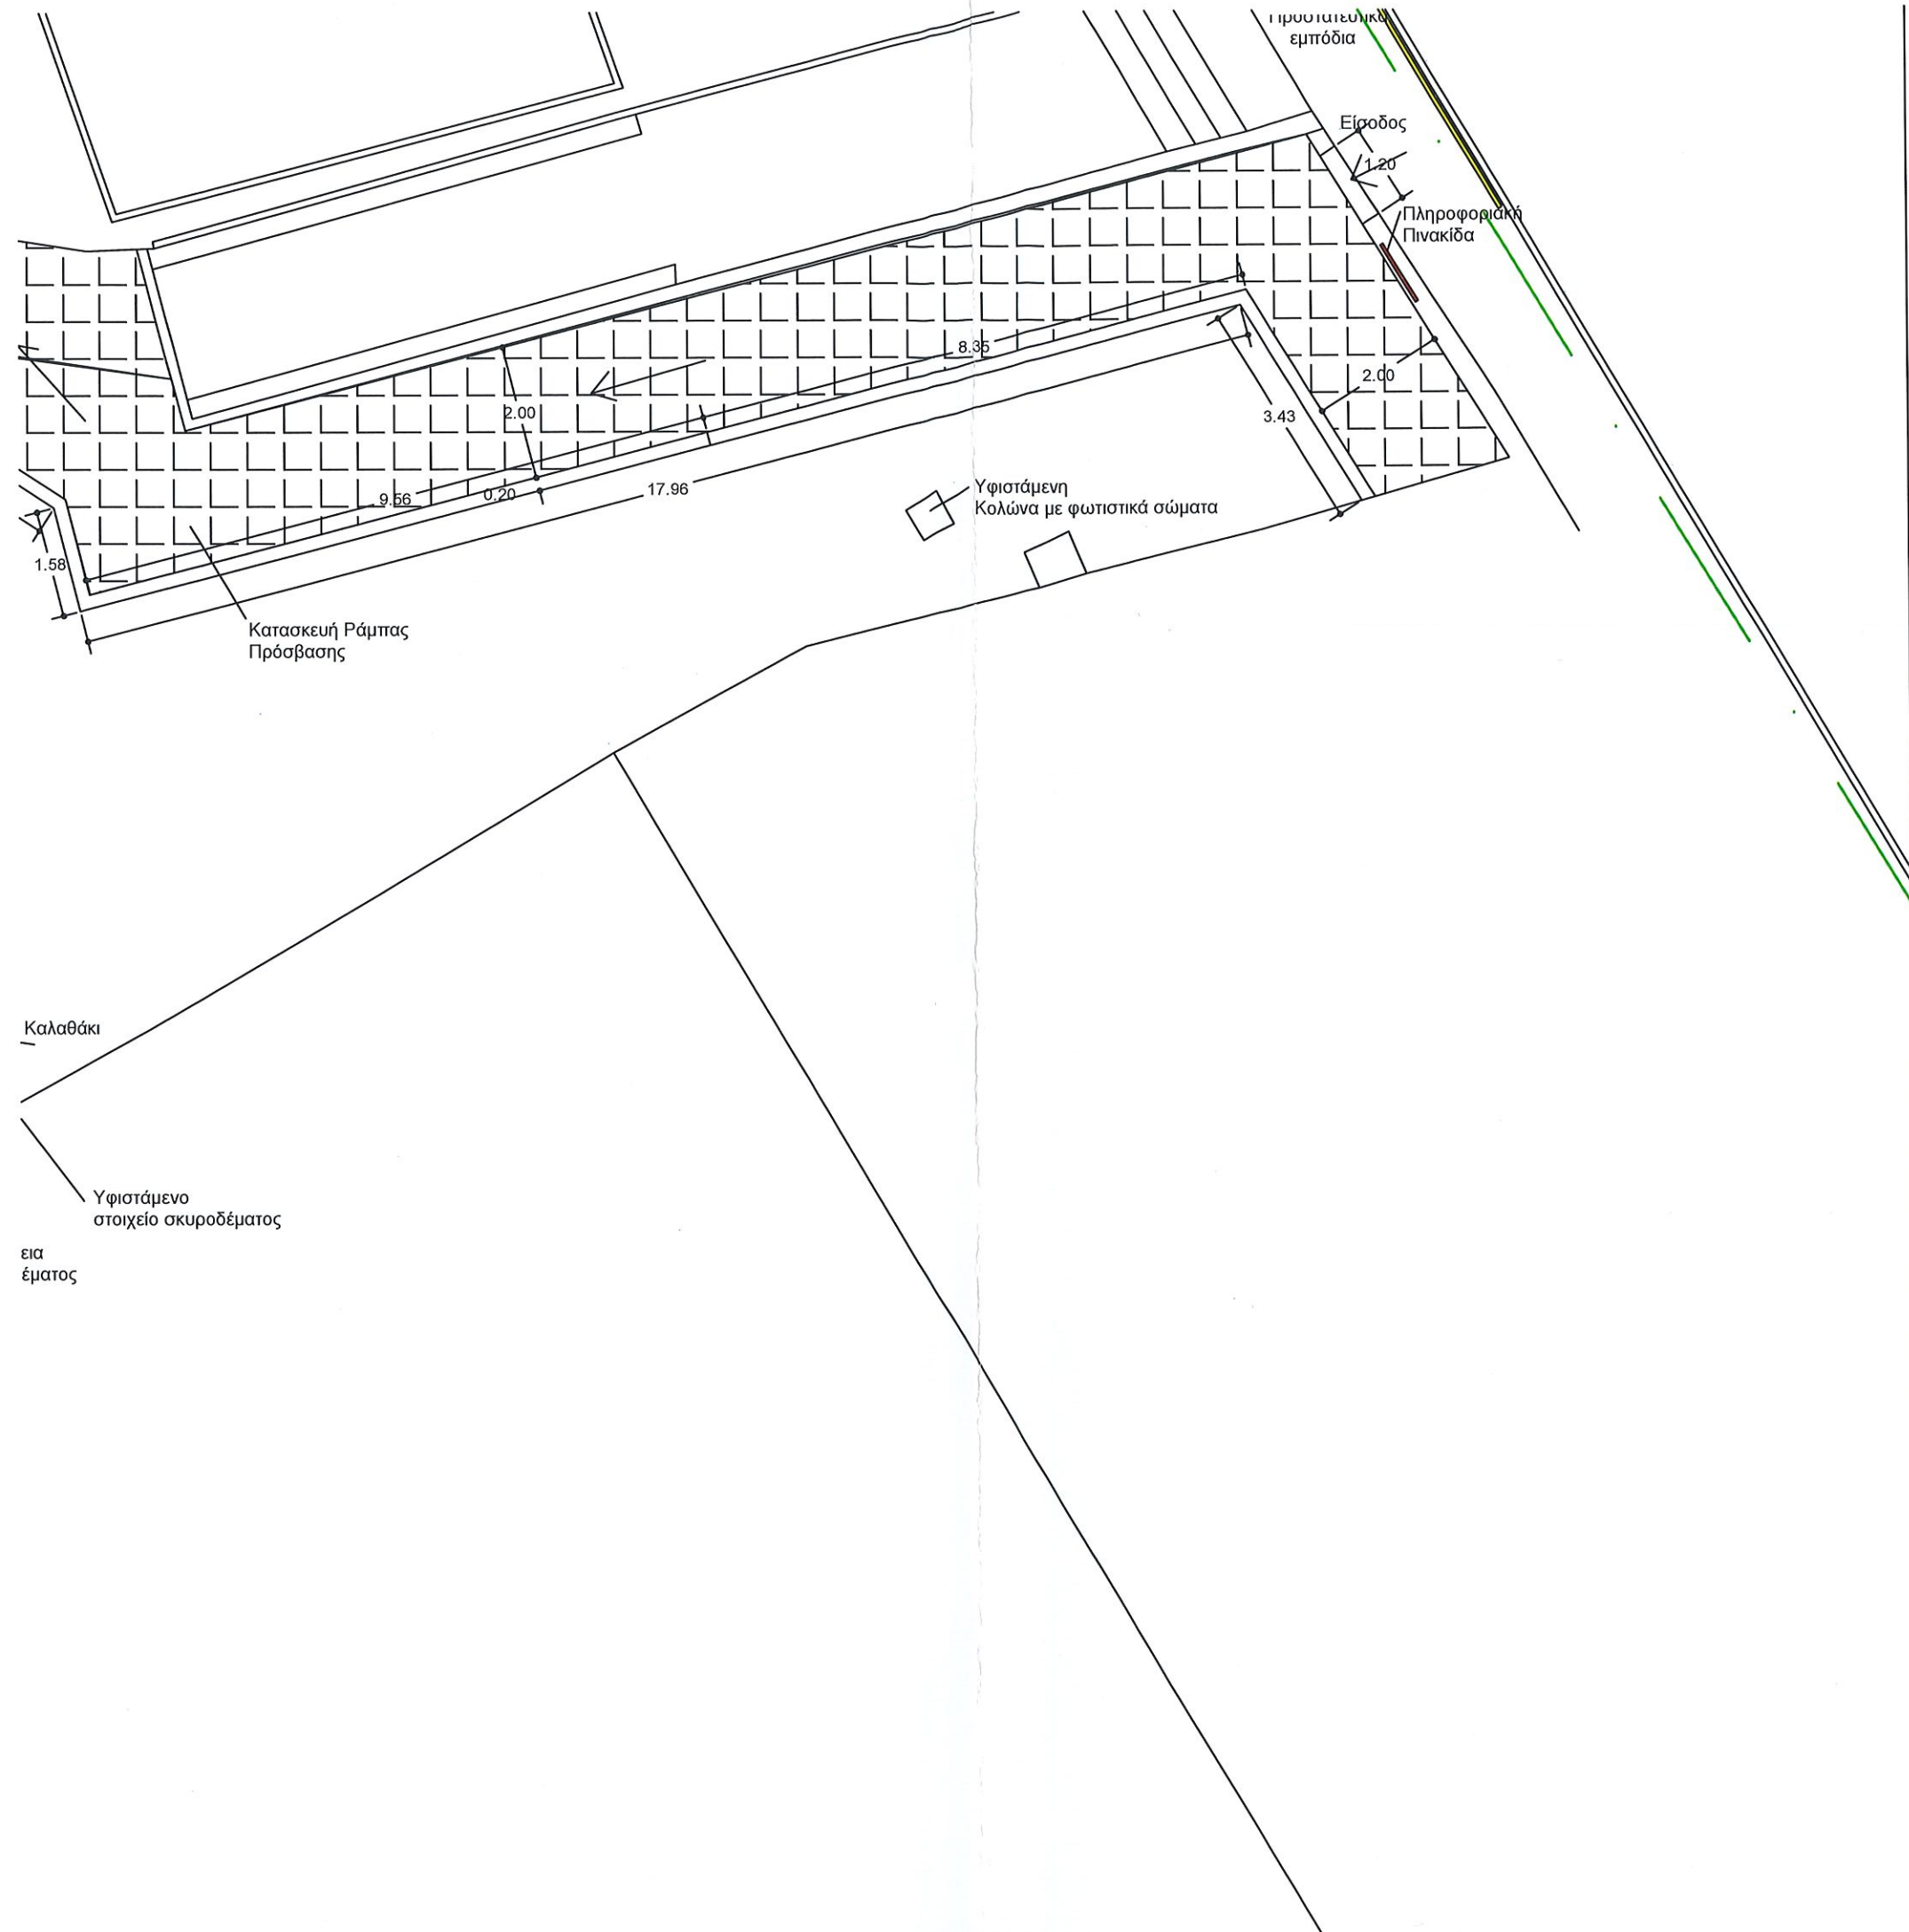 εμπόδια
Είσοδος
1.20
Πληροφοριακή
Πινακίδα
8.35
2.00
2.00
3.43
9.56
0.20
17.96
Υφιστάμενη
Κολώνα με φωτιστικά σώματα
1.58
Κατασκευή Ράμπας
Πρόσβασης
Καλαθάκι
Υφιστάμενο
στοιχείο σκυροδέματος
εια
έματος